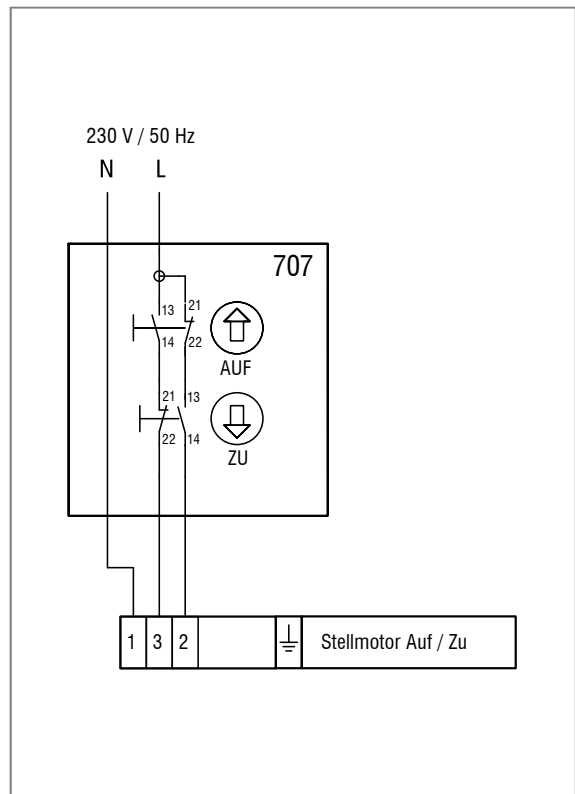 230 V / 50 Hz
N L
707
13 21
14 22
AUF
21 13
22 14
ZU
1 3 2 Stellmotor Auf / Zu